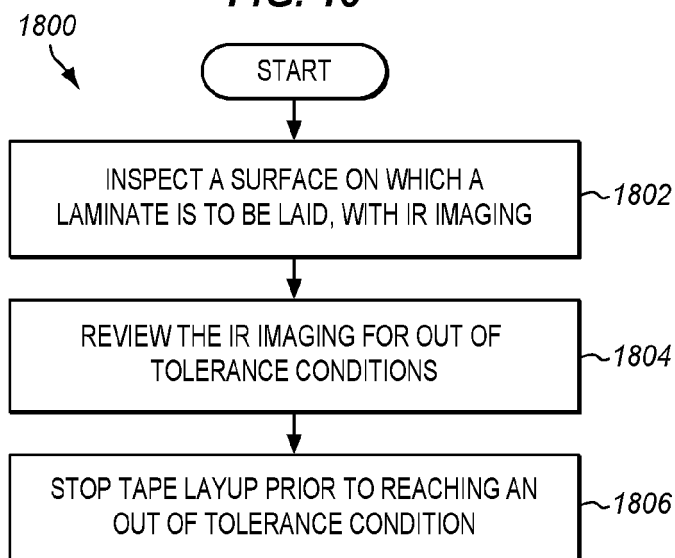 1800
START
INSPECT A SURFACE ON WHICH A
LAMINATE IS TO BE LAID, WITH IR IMAGING
1802
REVIEW THE IR IMAGING FOR OUT OF
TOLERANCE CONDITIONS
1804
STOP TAPE LAYUP PRIOR TO REACHING AN
OUT OF TOLERANCE CONDITION
1806